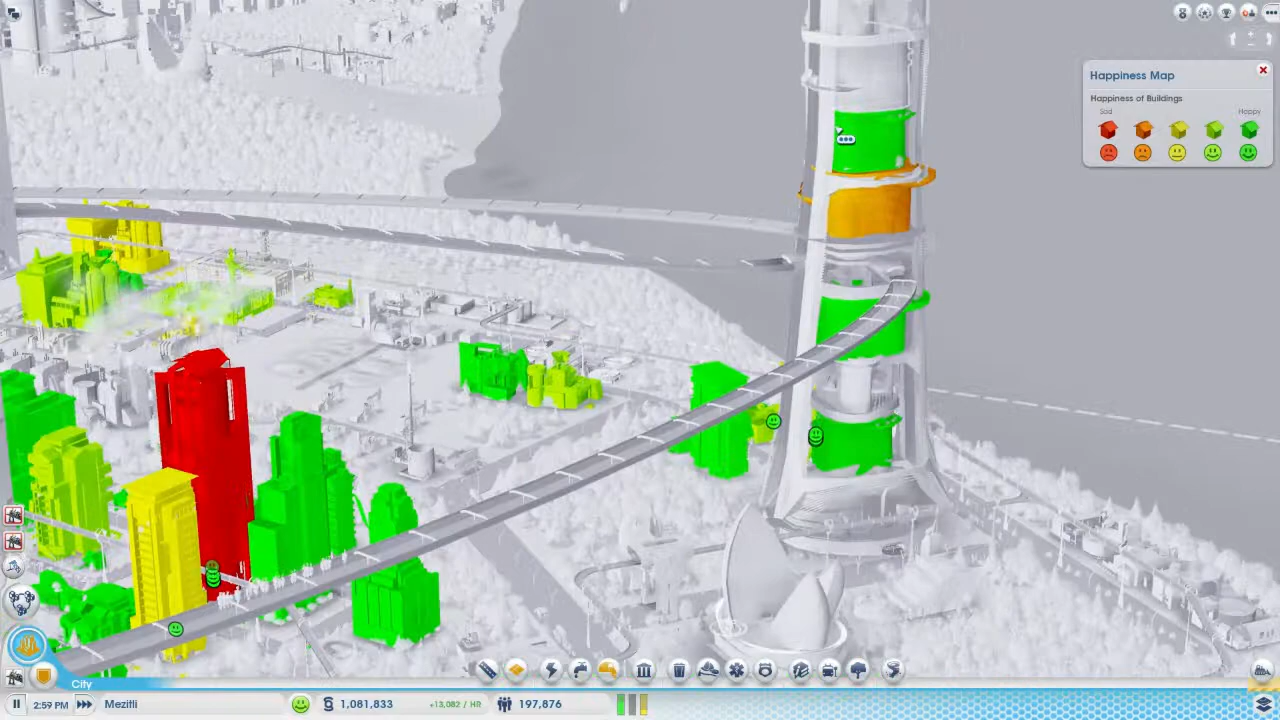 Happiness Map
Happiness of Buildings
Sad
Happy
City
2:59 PM
Mezitli
1,081,833
+13,082 / HR
197,876